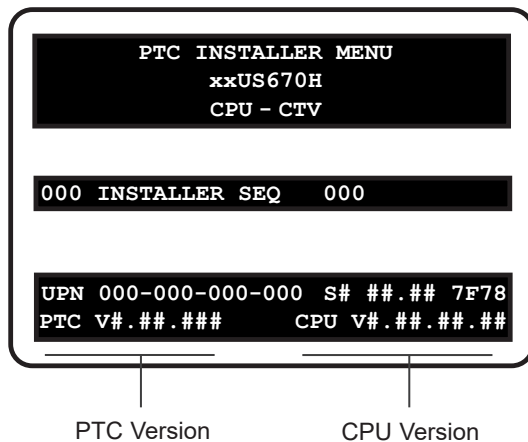 PTC INSTALLER MENU
xxUS670H
CPU – CTV
000 INSTALLER SEQ 000
UPN 000-000-000-000 S# ##.## 7F78
PTC V#.##.### CPU V#.##.##.##
PTC Version
CPU Version